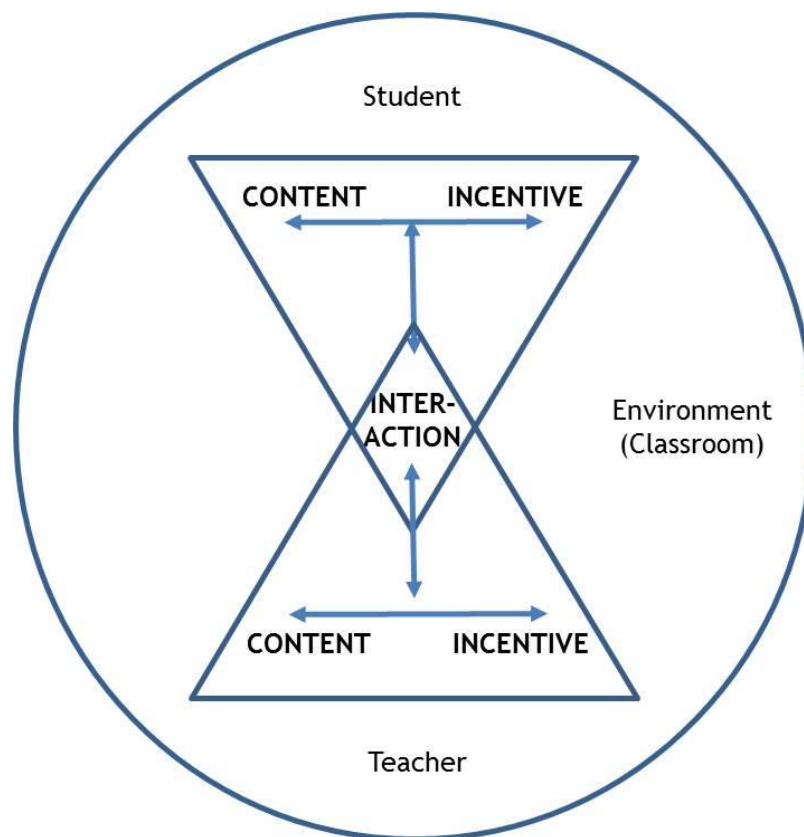 Student
CONTENT INCENTIVE
INTER-
ACTION
Environment
(Classroom)
CONTENT INCENTIVE
Teacher